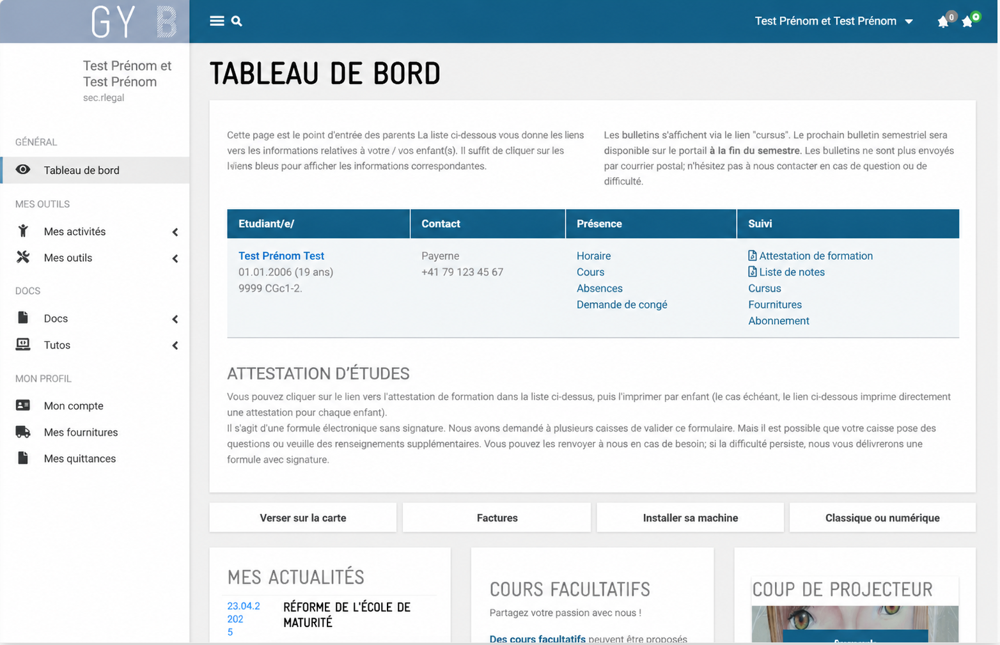 GY B
Test Prénom et Test Prénom
0
Test Prénom et
Test Prénom
sec.rlegal
GÉNÉRAL
Tableau de bord
MES OUTILS
Mes activités
Mes outils
DOCS
Docs
Tutos
MON PROFIL
Mon compte
Mes fournitures
Mes quittances
TABLEAU DE BORD
Cette page est le point d'entrée des parents La liste ci-dessous vous donne les liens
vers les informations relatives à votre / vos enfant(s). Il suffit de cliquer sur les
bleus pour afficher les informations correspondantes.
Les bulletins s'affichent via le lien "cursus". Le prochain bulletin semestriel sera
disponible sur le portail à la fin du semestre. Les bulletins ne sont plus envoyés
par courrier postal; n'hésitez pas à nous contacter en cas de question ou de
difficulté.
Etudiant/e/
Contact
Présence
Suivi
Test Prénom Test
01.01.2006 (19 ans)
9999 CGc1-2.
Payerne
+41 79 123 45 67
Horaire
Cours
Absences
Demande de congé
Attestation de formation
Liste de notes
Cursus
Fournitures
Abonnement
ATTESTATION D'ÉTUDES
Vous pouvez cliquer sur le lien vers l'attestation de formation dans la liste ci-dessus, puis l'imprimer par enfant (le cas échéant, le lien ci-dessous imprime directement
une attestation pour chaque enfant).
Il s'agit d'une formule électronique sans signature. Nous avons demandé à plusieurs caisses de valider ce formulaire. Mais il est possible que votre caisse pose des
questions ou veuille des renseignements supplémentaires. Vous pouvez les renvoyer à nous en cas de besoin; si la difficulté persiste, nous vous délivrerons une
formule avec signature.
Verser sur la carte
Factures
Installer sa machine
Classique ou numérique
MES ACTUALITÉS
23.04.2
202
5
RÉFORME DE L'ÉCOLE DE
MATURITÉ
COURS FACULTATIFS
Partagez votre passion avec nous !
Des cours facultatifs peuvent être proposés
COUP DE PROJECTEUR